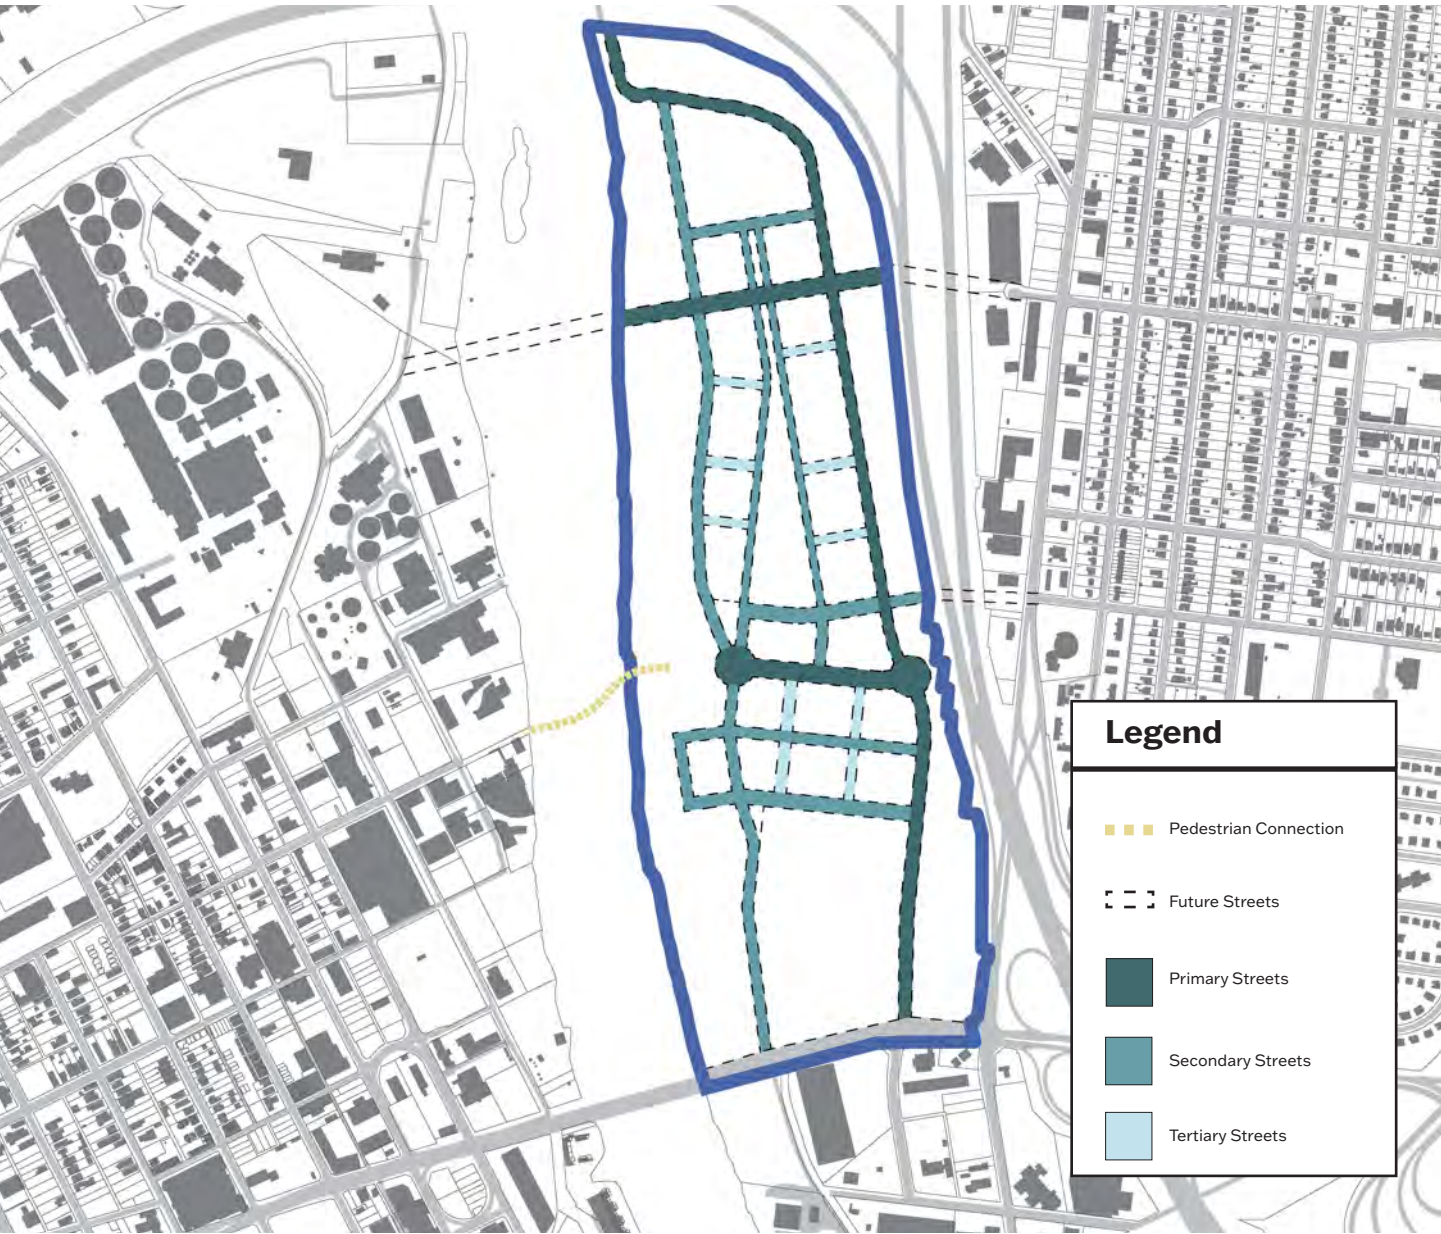 Legend
Pedestrian Connection
Future Streets
Primary Streets
Secondary Streets
Tertiary Streets